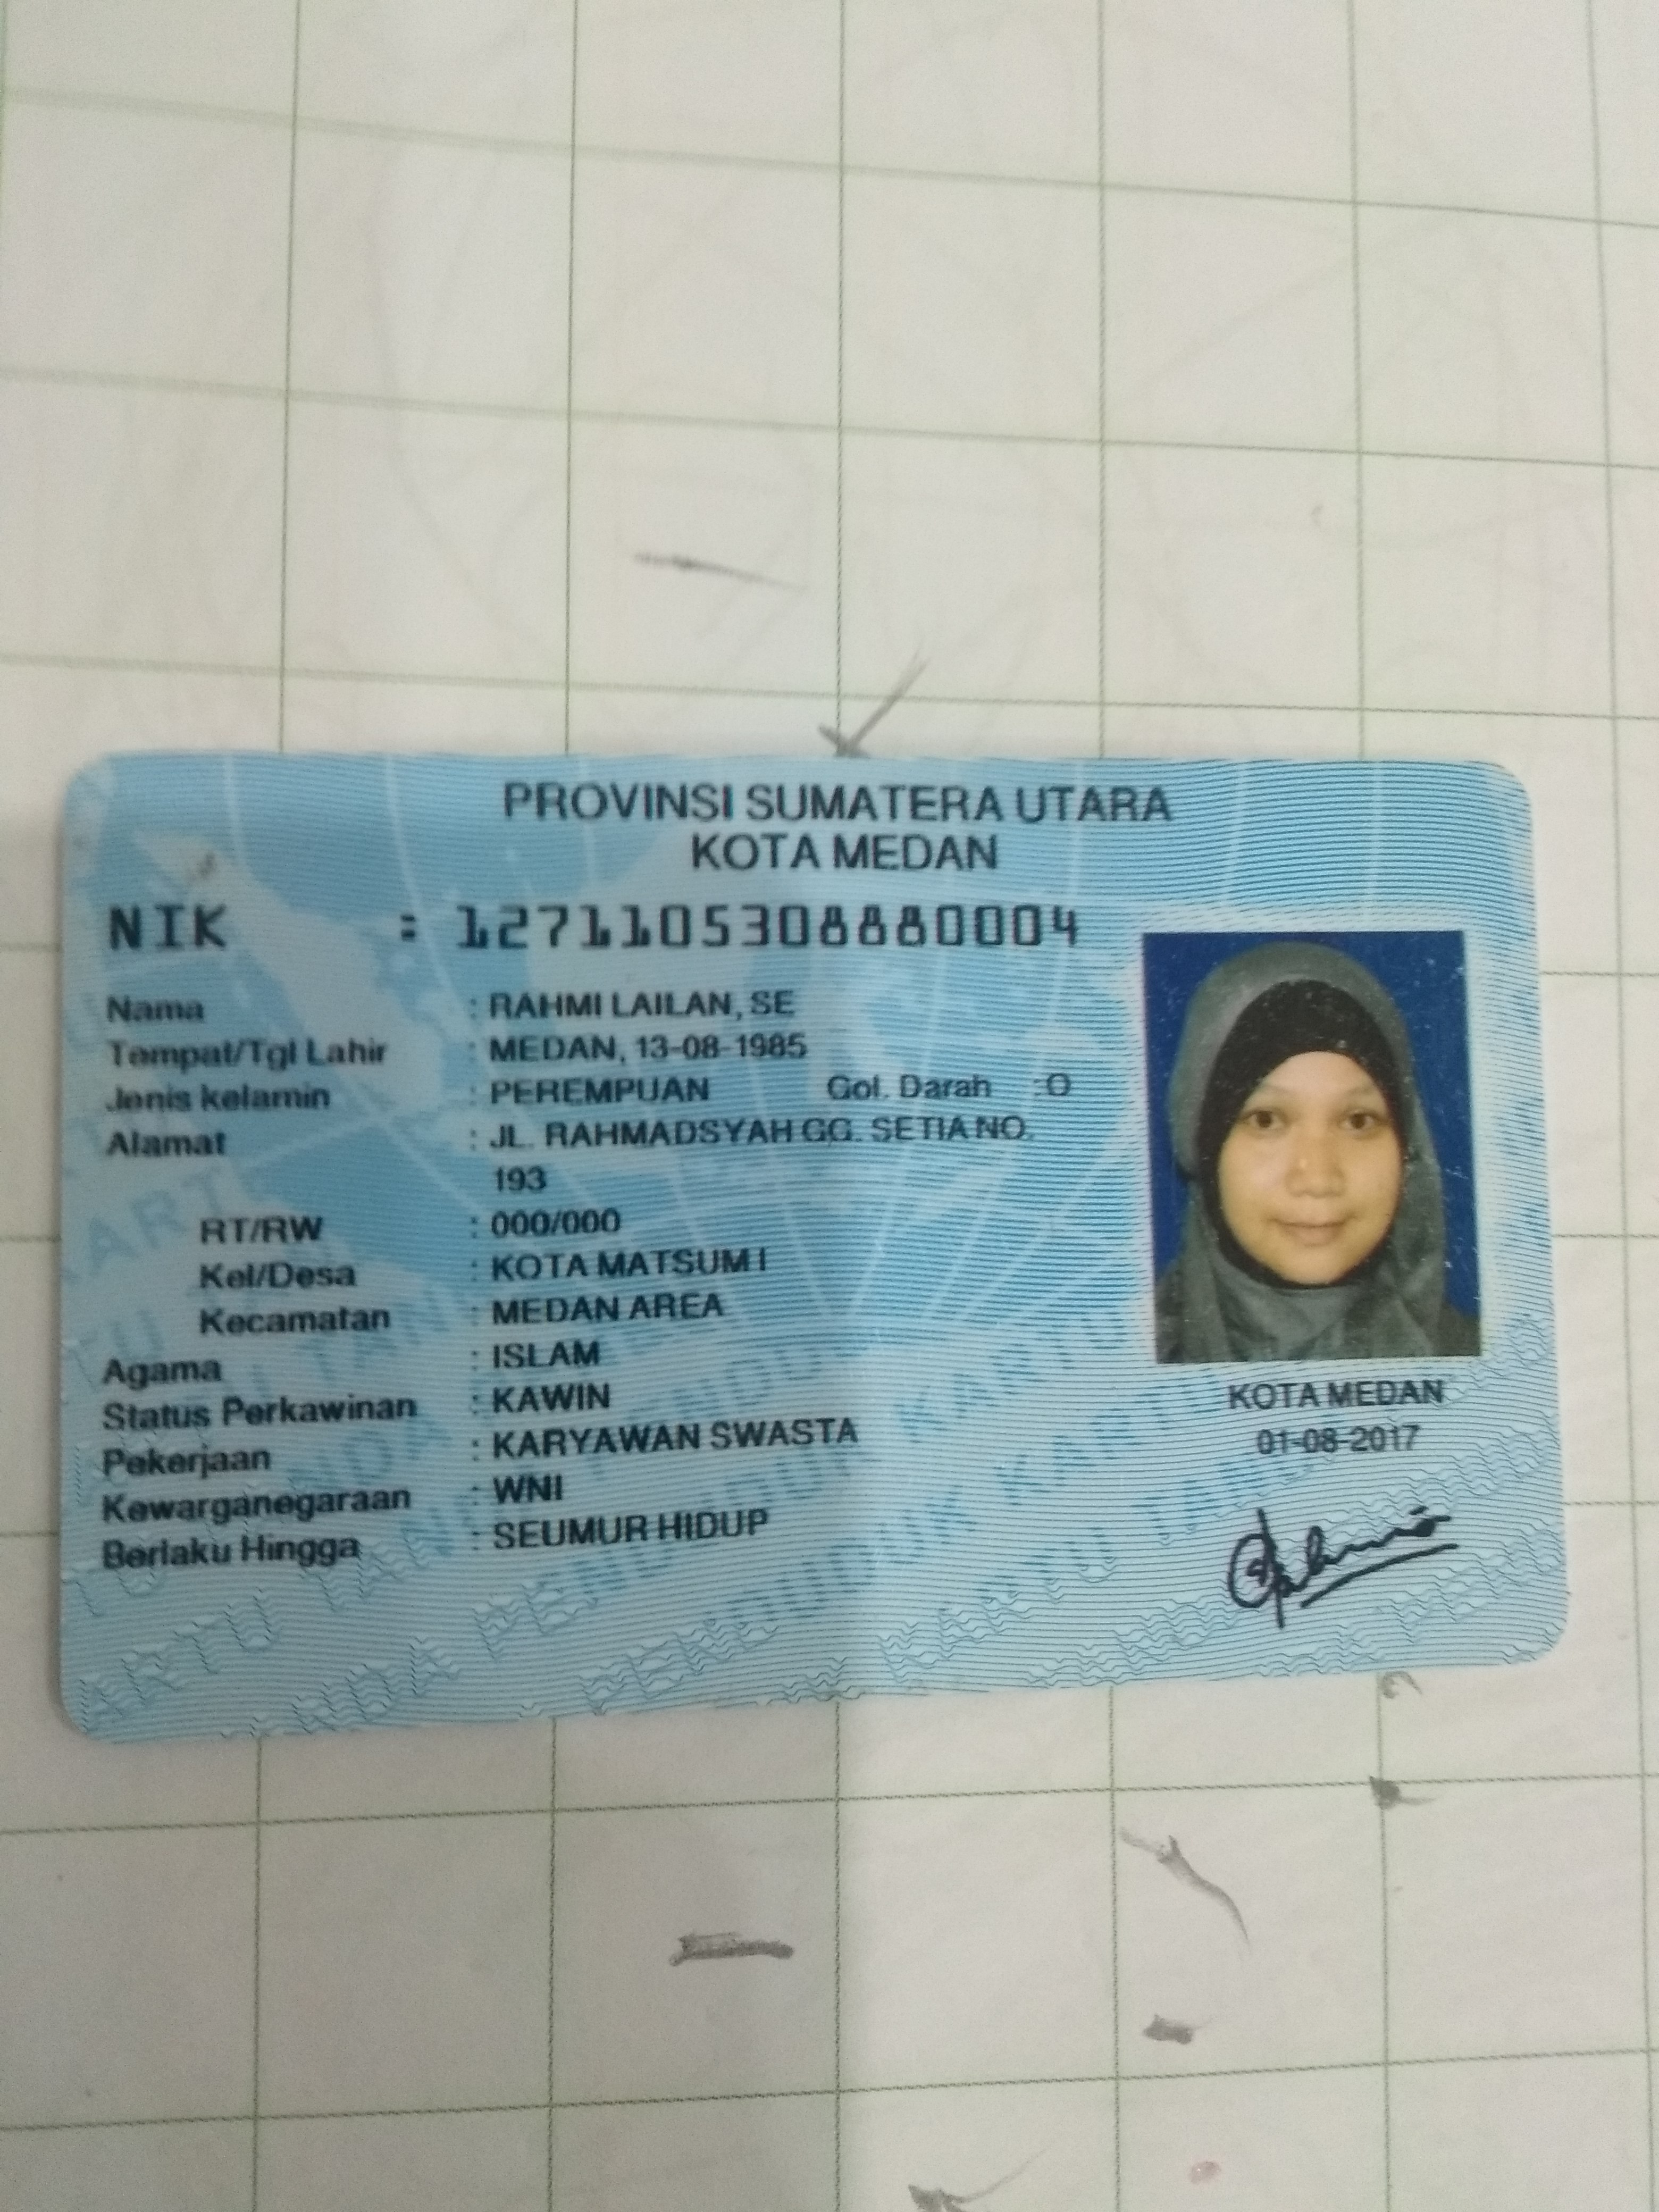 PROVINSI SUMATERA UTARA
KOTA MEDAN
NIK : 1271105308880004
Nama : RAHMI LAILAN, SE
Tempat/Tgl Lahir : MEDAN, 13-08-1985
Jenis kelamin : PEREMPUAN Gol. Darah : O
Alamat : JL. RAHMADSYAH GG. SETIA NO.
193
RT/RW : 000/000
Kel/Desa : KOTA MATSUM I
Kecamatan : MEDAN AREA
Agama : ISLAM
Status Perkawinan : KAWIN
Pekerjaan : KARYAWAN SWASTA
Kewarganegaraan : WNI
Berlaku Hingga : SEUMUR HIDUP
KOTA MEDAN
01-08-2017